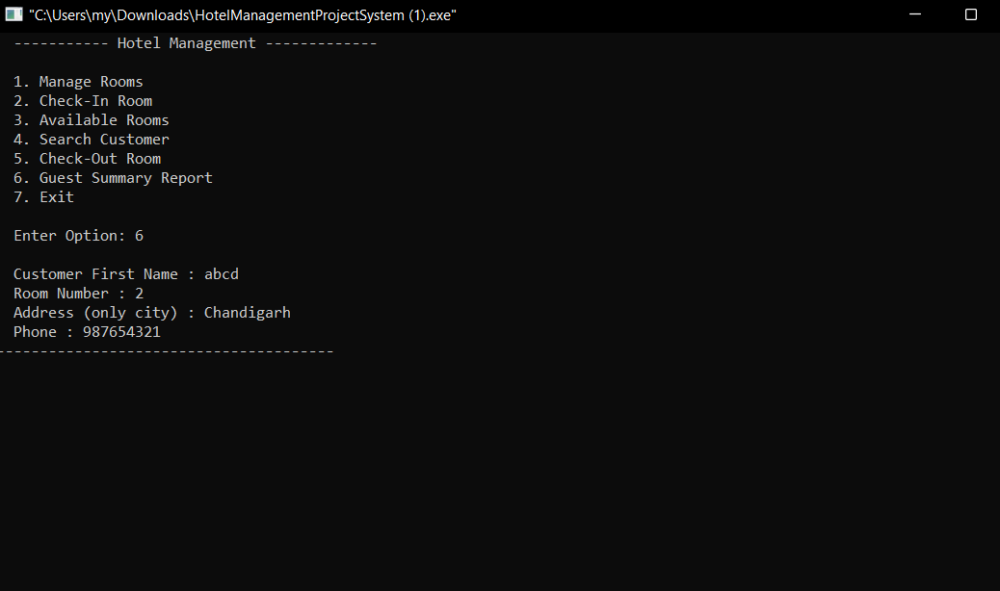 "C:\Users\my\Downloads\HotelManagementProjectSystem (1).exe"
----------- Hotel Management -------------
1. Manage Rooms
2. Check-In Room
3. Available Rooms
4. Search Customer
5. Check-Out Room
6. Guest Summary Report
7. Exit
Enter Option: 6
Customer First Name : abcd
Room Number : 2
Address (only city) : Chandigarh
Phone : 987654321
---------------------------------------